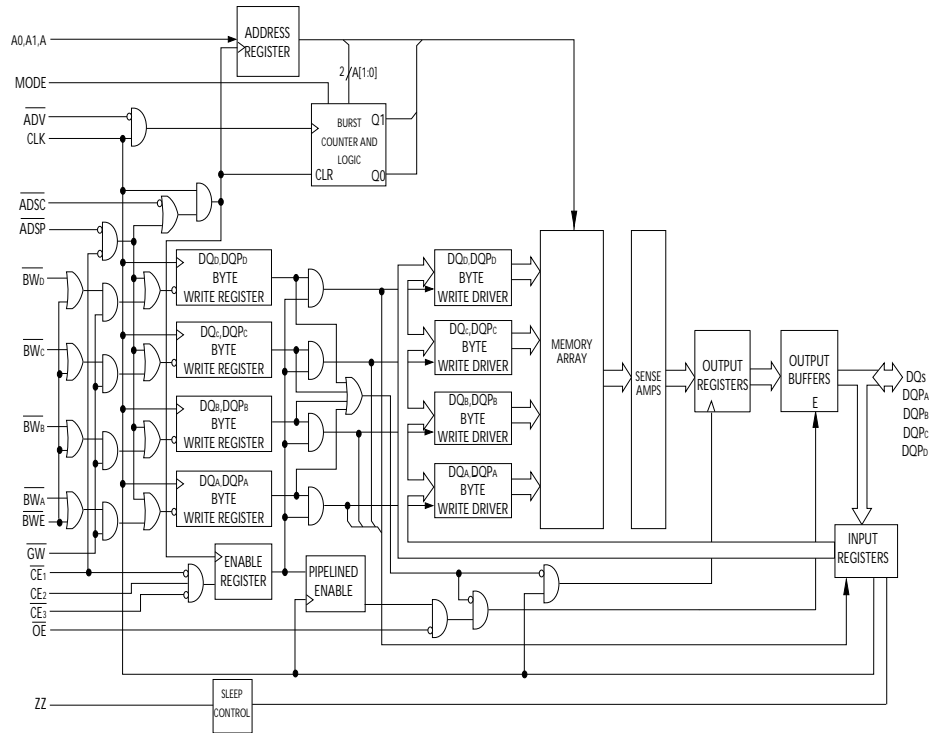 A0,A1,A
ADDRESS
REGISTER
MODE
2 A[1:0]
ADV
CLK
BURST
COUNTER AND
LOGIC
CLR
Q1
Q0
ADSC
ADSP
BWD
BWC
BWB
BWA
BWE
GW
CE1
CE2
CE3
OE
ZZ
DQD,DQPD
BYTE
WRITE REGISTER
DQC,DQPC
BYTE
WRITE REGISTER
DQB,DQPB
BYTE
WRITE REGISTER
DQA,DQPA
BYTE
WRITE REGISTER
ENABLE
REGISTER
PIPELINED
ENABLE
SLEEP
CONTROL
DQD,DQPD
BYTE
WRITE DRIVER
DQC,DQPC
BYTE
WRITE DRIVER
DQB,DQPB
BYTE
WRITE DRIVER
DQA,DQPA
BYTE
WRITE DRIVER
MEMORY
ARRAY
SENSE
AMPS
OUTPUT
REGISTERS
OUTPUT
BUFFERS
E
DQs
DQPA
DQPB
DQPC
DQPD
INPUT
REGISTERS